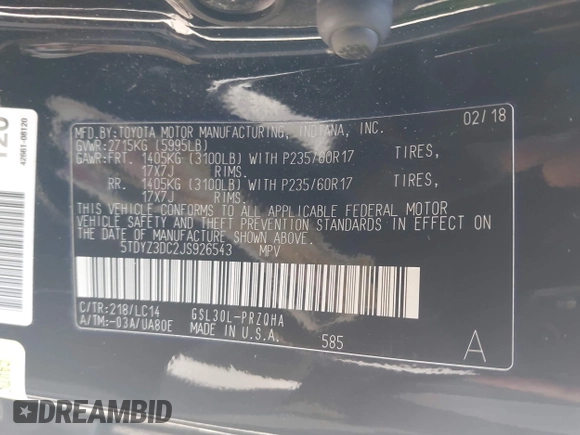 MFD.BY:TOYOTA MOTOR MANUFACTURING, INDIANA, INC. 02/18
GVWR:2715KG (5995LB)
GAWR:FRT. 1405KG (3100LB) WITH P235/60R17 TIRES,
17X7J RIMS.
RR. 1405KG (3100LB) WITH P235/60R17 TIRES,
17X7J RIMS.
THIS VEHICLE CONFORMS TO ALL APPLICABLE FEDERAL MOTOR
VEHICLE SAFETY AND THEFT PREVENTION STANDARDS IN EFFECT ON
THE DATE OF MANUFACTURE SHOWN ABOVE.
5TDYZ3DC2JS926543 MPV
C/TR:218/LC14 GSL30L-PRZQHA
A/TM:-03A/UA80E MADE IN U.S.A.
585 A
42661-08120
DREAMBID